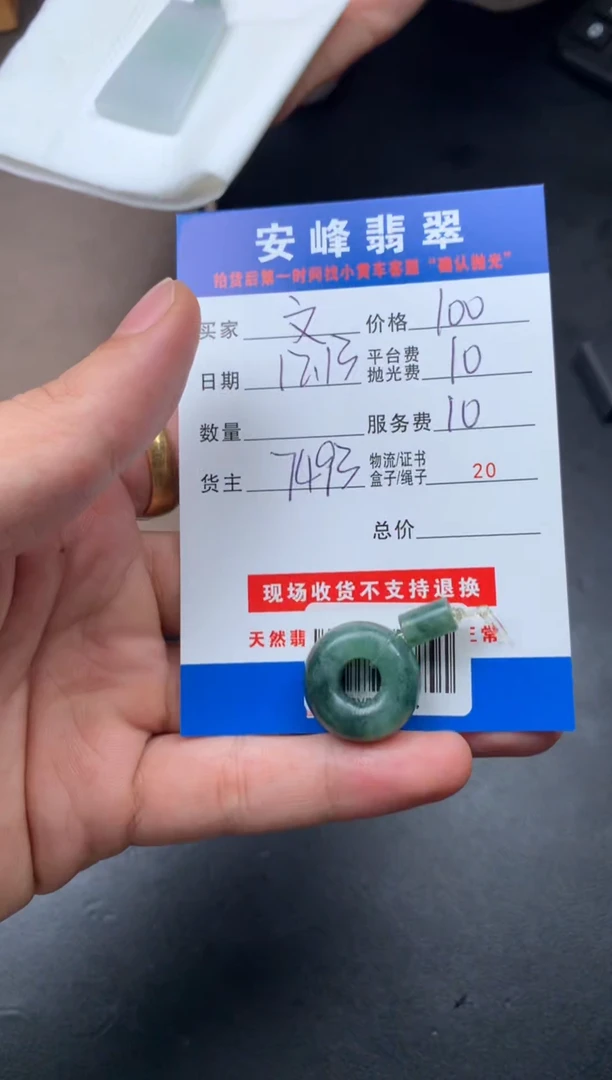 安峰翡翠
拍货后第一时间找小黄车客服“确认抛光”
买家 文 价格 100
日期 12.13 平台费 抛光费 10
数量 服务费 10
货主 7493 物流/证书 盒子/绳子 20
总价
现场收货不支持退换
天然翡 正常